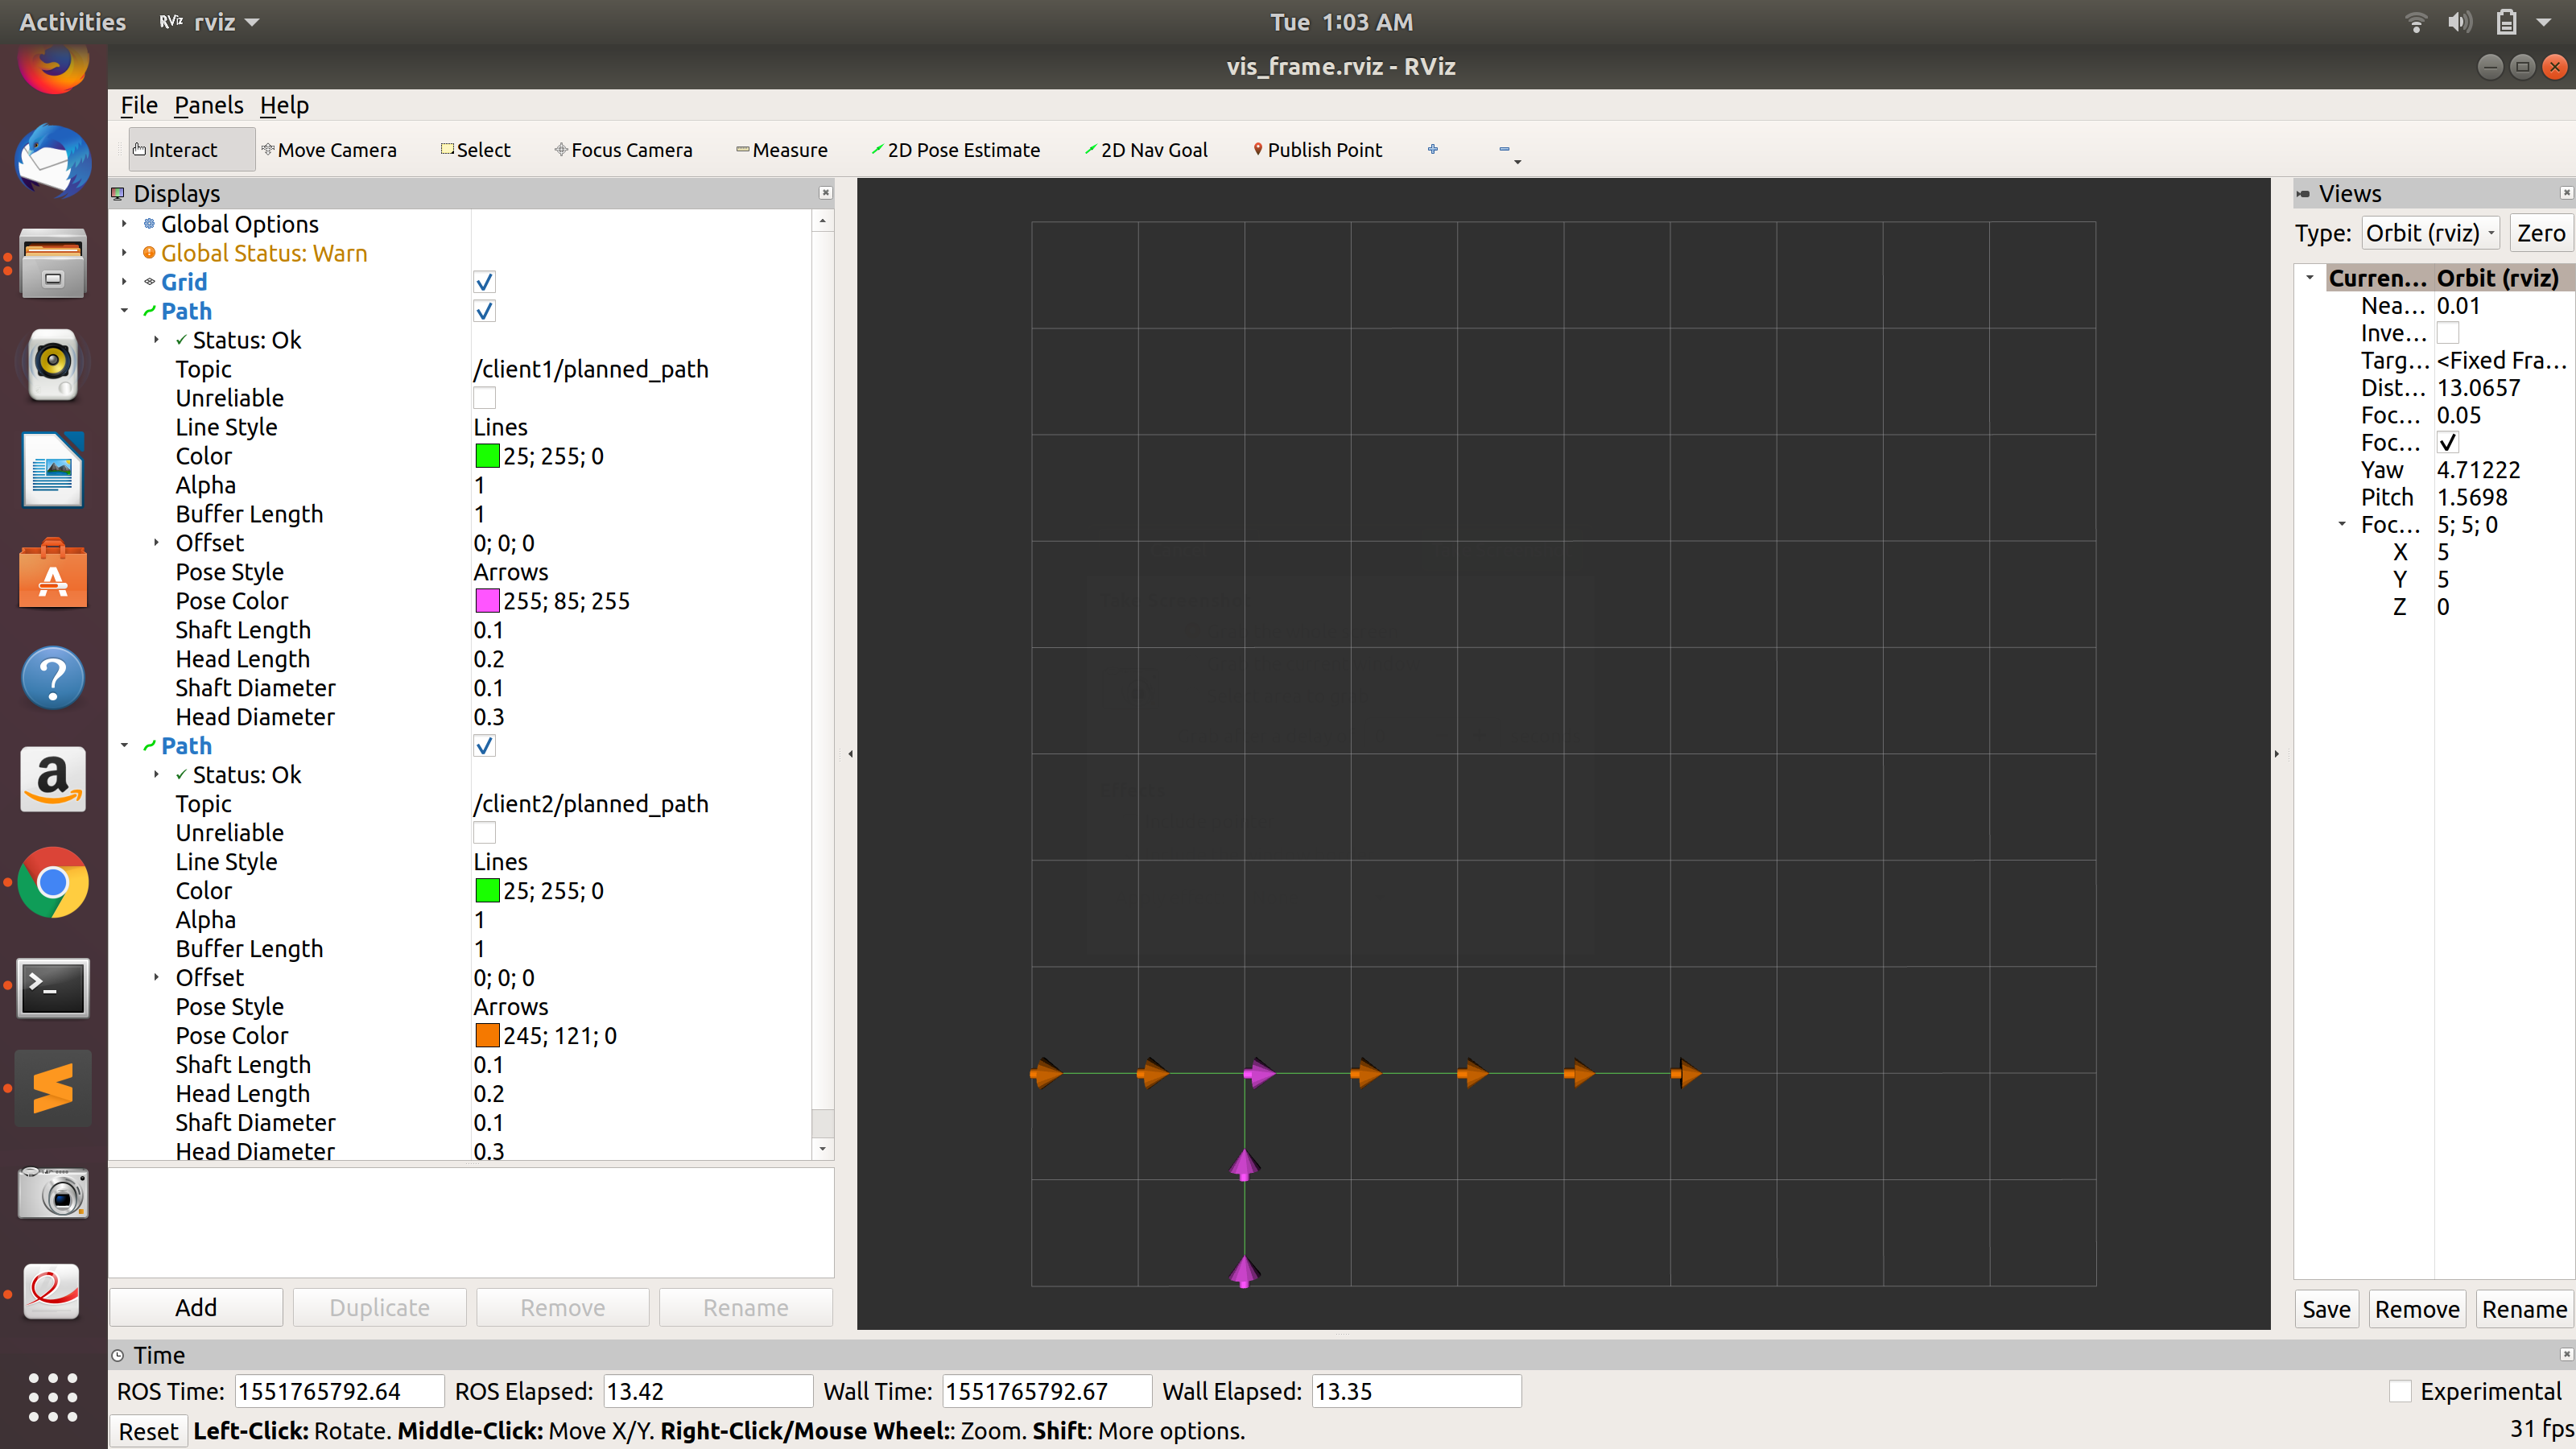 Activities RViz rviz Tue 1:03 AM
vis_frame.rviz - RViz
File Panels Help
Interact Move Camera Select Focus Camera Measure 2D Pose Estimate 2D Nav Goal Publish Point
Displays
Global Options
Global Status: Warn
Grid
Path
Status: Ok
Topic /client1/planned_path
Unreliable
Line Style Lines
Color 25; 255; 0
Alpha 1
Buffer Length 1
Offset 0; 0; 0
Pose Style Arrows
Pose Color 255; 85; 255
Shaft Length 0.1
Head Length 0.2
Shaft Diameter 0.1
Head Diameter 0.3
Path
Status: Ok
Topic /client2/planned_path
Unreliable
Line Style Lines
Color 25; 255; 0
Alpha 1
Buffer Length 1
Offset 0; 0; 0
Pose Style Arrows
Pose Color 245; 121; 0
Shaft Length 0.1
Head Length 0.2
Shaft Diameter 0.1
Head Diameter 0.3
Add Duplicate Remove Rename
Views
Type: Orbit (rviz) Zero
Curren... Orbit (rviz)
Nea... 0.01
Inve...
Targ... <Fixed Fra...
Dist... 13.0657
Foc... 0.05
Foc...
Yaw 4.71222
Pitch 1.5698
Foc... 5; 5; 0
X 5
Y 5
Z 0
Save Remove Rename
Time
ROS Time: 1551765792.64 ROS Elapsed: 13.42 Wall Time: 1551765792.67 Wall Elapsed: 13.35 Experimental
Reset Left-Click: Rotate. Middle-Click: Move X/Y. Right-Click/Mouse Wheel:: Zoom. Shift: More options. 31 fps